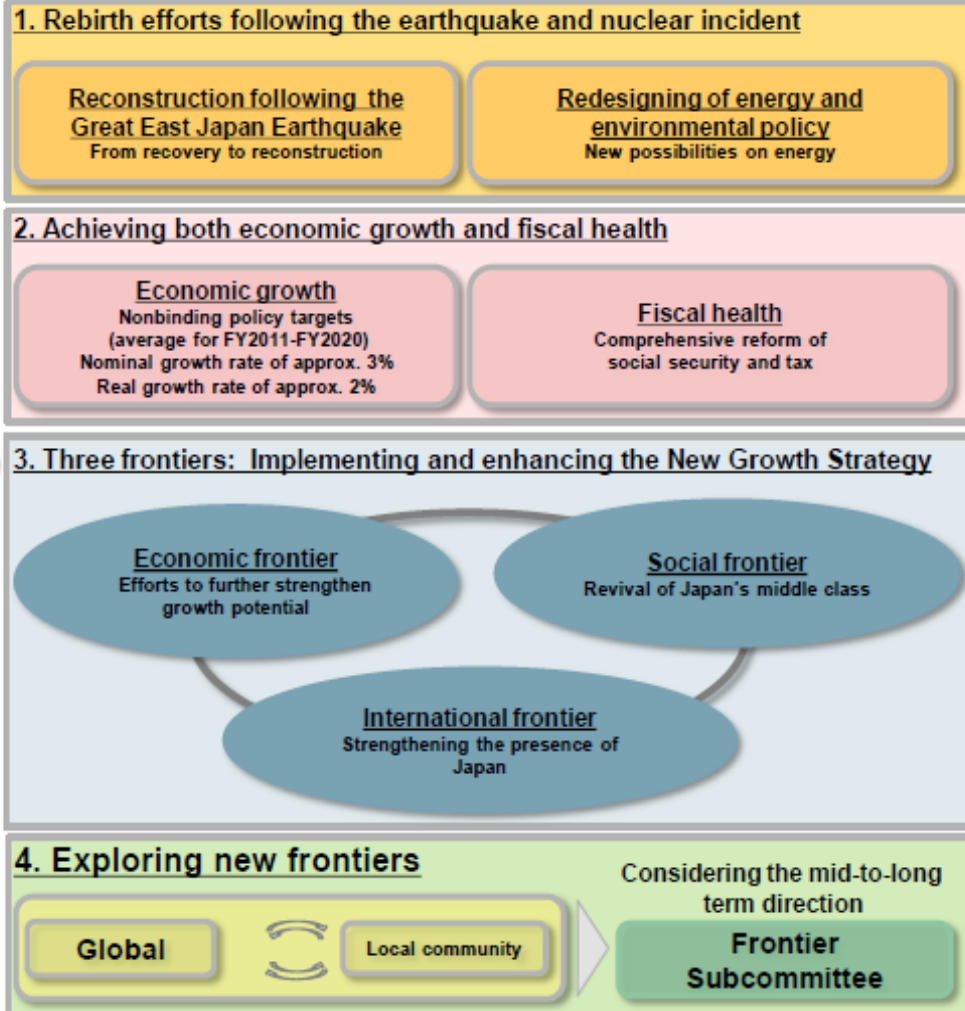 1. Rebirth efforts following the earthquake and nuclear incident
Reconstruction following the
Great East Japan Earthquake
From recovery to reconstruction
Redesigning of energy and
environmental policy
New possibilities on energy
2. Achieving both economic growth and fiscal health
Economic growth
Nonbinding policy targets
(average for FY2011-FY2020)
Nominal growth rate of approx. 3%
Real growth rate of approx. 2%
Fiscal health
Comprehensive reform of
social security and tax
3. Three frontiers: Implementing and enhancing the New Growth Strategy
Economic frontier
Efforts to further strengthen
growth potential
Social frontier
Revival of Japan's middle class
International frontier
Strengthening the presence of
Japan
4. Exploring new frontiers
Global
Local community
Considering the mid-to-long
term direction
Frontier
Subcommittee